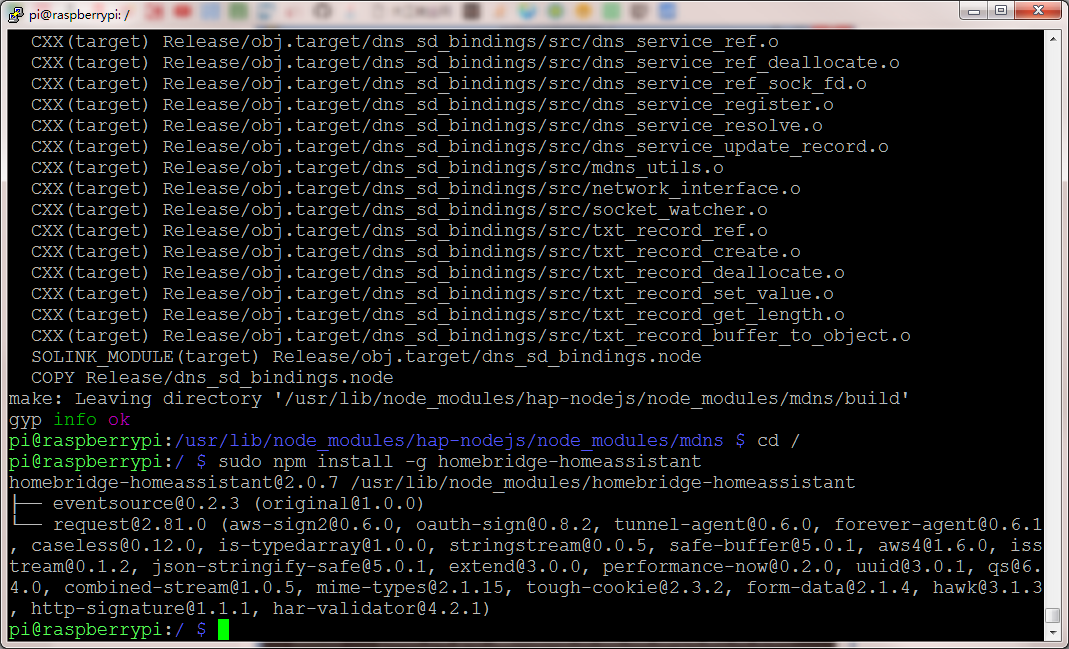 pi@raspberrypi: /
CXX(target) Release/obj.target/dns_sd_bindings/src/dns_service_ref.o
CXX(target) Release/obj.target/dns_sd_bindings/src/dns_service_ref_deallocate.o
CXX(target) Release/obj.target/dns_sd_bindings/src/dns_service_ref_sock_fd.o
CXX(target) Release/obj.target/dns_sd_bindings/src/dns_service_register.o
CXX(target) Release/obj.target/dns_sd_bindings/src/dns_service_resolve.o
CXX(target) Release/obj.target/dns_sd_bindings/src/dns_service_update_record.o
CXX(target) Release/obj.target/dns_sd_bindings/src/mdns_utils.o
CXX(target) Release/obj.target/dns_sd_bindings/src/network_interface.o
CXX(target) Release/obj.target/dns_sd_bindings/src/socket_watcher.o
CXX(target) Release/obj.target/dns_sd_bindings/src/txt_record_ref.o
CXX(target) Release/obj.target/dns_sd_bindings/src/txt_record_create.o
CXX(target) Release/obj.target/dns_sd_bindings/src/txt_record_deallocate.o
CXX(target) Release/obj.target/dns_sd_bindings/src/txt_record_set_value.o
CXX(target) Release/obj.target/dns_sd_bindings/src/txt_record_get_length.o
CXX(target) Release/obj.target/dns_sd_bindings/src/txt_record_buffer_to_object.o
SOLINK_MODULE(target) Release/obj.target/dns_sd_bindings.node
COPY Release/dns_sd_bindings.node
make: Leaving directory '/usr/lib/node_modules/hap-nodejs/node_modules/mdns/build'
gyp info ok
pi@raspberrypi:/usr/lib/node_modules/hap-nodejs/node_modules/mdns $ cd /
pi@raspberrypi:/ $ sudo npm install -g homebridge-homeassistant
homebridge-homeassistant@2.0.7 /usr/lib/node_modules/homebridge-homeassistant
├── eventsource@0.2.3 (original@1.0.0)
└── request@2.81.0 (aws-sign2@0.6.0, oauth-sign@0.8.2, tunnel-agent@0.6.0, forever-agent@0.6.1
, caseless@0.12.0, is-typedarray@1.0.0, stringstream@0.0.5, safe-buffer@5.0.1, aws4@1.6.0, iss
tream@0.1.2, json-stringify-safe@5.0.1, extend@3.0.0, performance-now@0.2.0, uuid@3.0.1, qs@6.
4.0, combined-stream@1.0.5, mime-types@2.1.15, tough-cookie@2.3.2, form-data@2.1.4, hawk@3.1.3
, http-signature@1.1.1, har-validator@4.2.1)
pi@raspberrypi:/ $